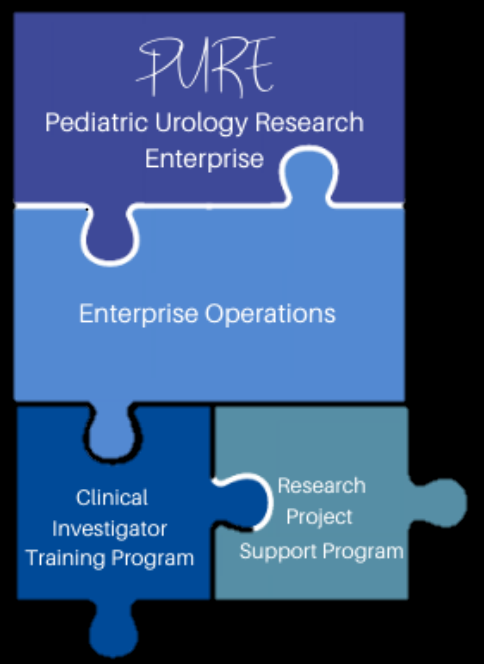 PURE
Pediatric Urology Research
Enterprise
Enterprise Operations
Clinical
Investigator
Training Program
Research
Project
Support Program